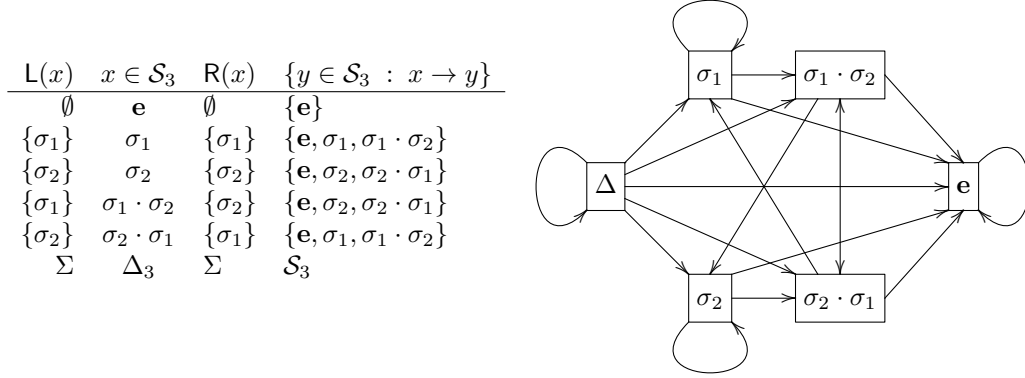 L(x) x ∈ S₃ R(x) {y ∈ S₃ : x → y}
∅ e ∅ {e}
{σ₁} σ₁ {σ₁} {e, σ₁, σ₁ · σ₂}
{σ₂} σ₂ {σ₂} {e, σ₂, σ₂ · σ₁}
{σ₁} σ₁ · σ₂ {σ₂} {e, σ₂, σ₂ · σ₁}
{σ₂} σ₂ · σ₁ {σ₁} {e, σ₁, σ₁ · σ₂}
Σ Δ₃ Σ S₃
σ₁ σ₁ · σ₂
Δ e
σ₂ σ₂ · σ₁